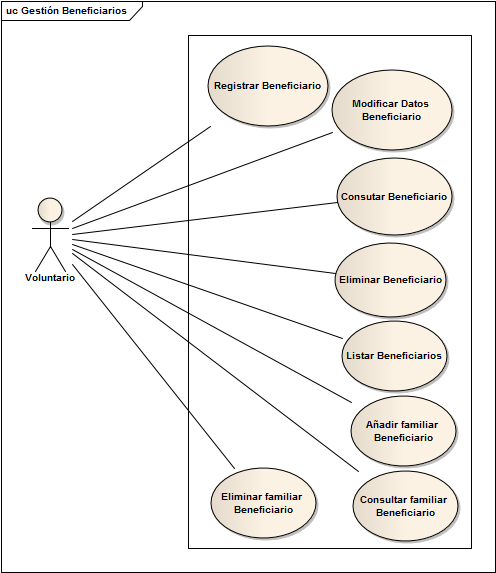 uc Gestión Beneficiarios
Registrar Beneficiario
Modificar Datos
Beneficiario
Consutar Beneficiario
Voluntario
Eliminar Beneficiario
Listar Beneficiarios
Añadir familiar
Beneficiario
Eliminar familiar
Beneficiario
Consultar familiar
Beneficiario